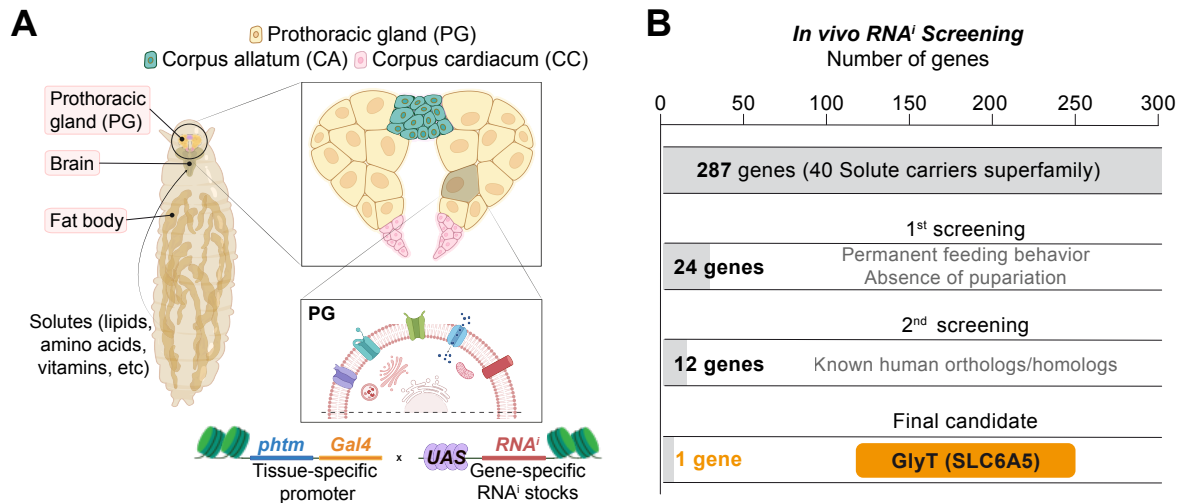 A
Prothoracic gland (PG)
Corpus allatum (CA) Corpus cardiacum (CC)
Prothoracic
gland (PG)
Brain
Fat body
Solutes (lipids,
amino acids,
vitamins, etc)
PG
phtm Gal4 x UAS RNAⁱ
Tissue-specific
promoter
Gene-specific
RNAⁱ stocks
B
In vivo RNAⁱ Screening
Number of genes
0 50 100 150 200 250 300
287 genes (40 Solute carriers superfamily)
1ˢᵗ screening
24 genes
Permanent feeding behavior
Absence of pupariation
2ⁿᵈ screening
12 genes
Known human orthologs/homologs
Final candidate
1 gene
GlyT (SLC6A5)